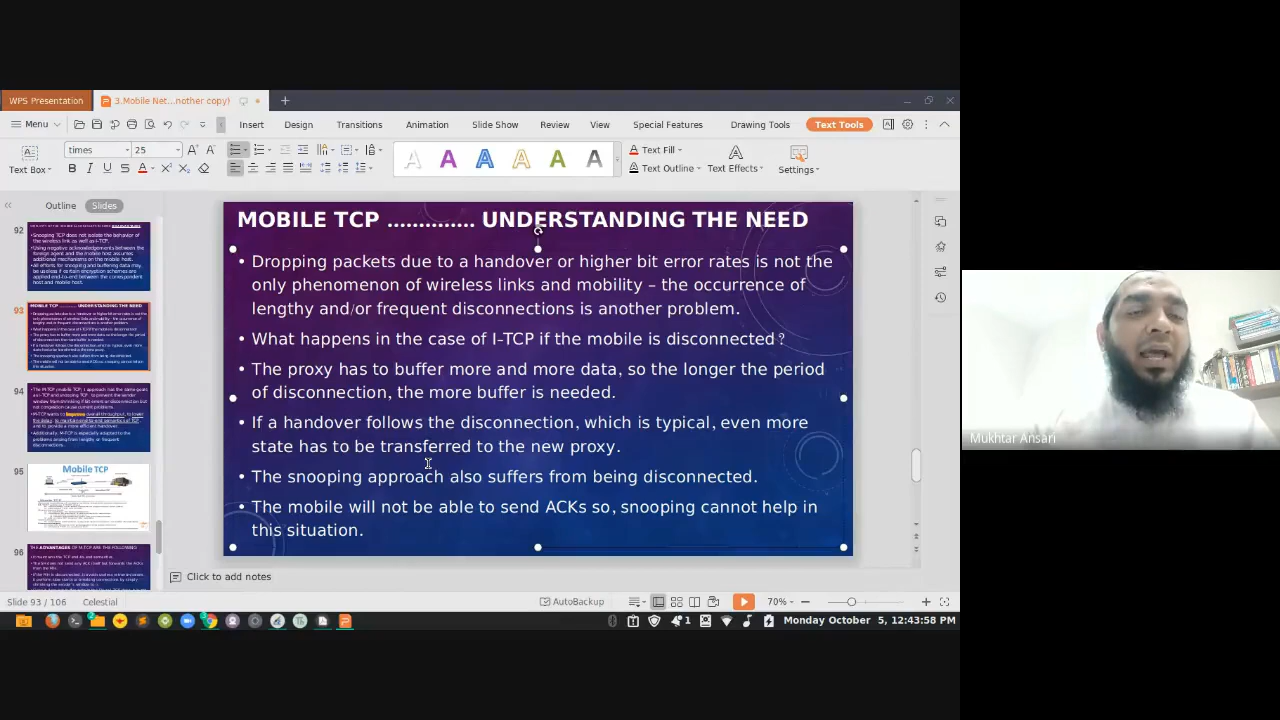 WPS Presentation
3.Mobile Net...nother copy)
Menu
Insert
Design
Transitions
Animation
Slide Show
Review
View
Special Features
Drawing Tools
Text Tools
Text Box
times
25
Text Fill
Text Outline
Text Effects
Settings
Outline
Slides
MOBILE TCP ............. UNDERSTANDING THE NEED
• Dropping packets due to a handover or higher bit error rates is not the
only phenomenon of wireless links and mobility – the occurrence of
lengthy and/or frequent disconnections is another problem.
• What happens in the case of I-TCP if the mobile is disconnected?
• The proxy has to buffer more and more data, so the longer the period
of disconnection, the more buffer is needed.
• If a handover follows the disconnection, which is typical, even more
state has to be transferred to the new proxy.
• The snooping approach also suffers from being disconnected.
• The mobile will not be able to send ACKs so, snooping cannot help in
this situation.
92
93
94
95
Mobile TCP
96
Click to add notes
Slide 93 / 106
Celestial
AutoBackup
70%
Monday October 5, 12:43:58 PM
Mukhtar Ansari